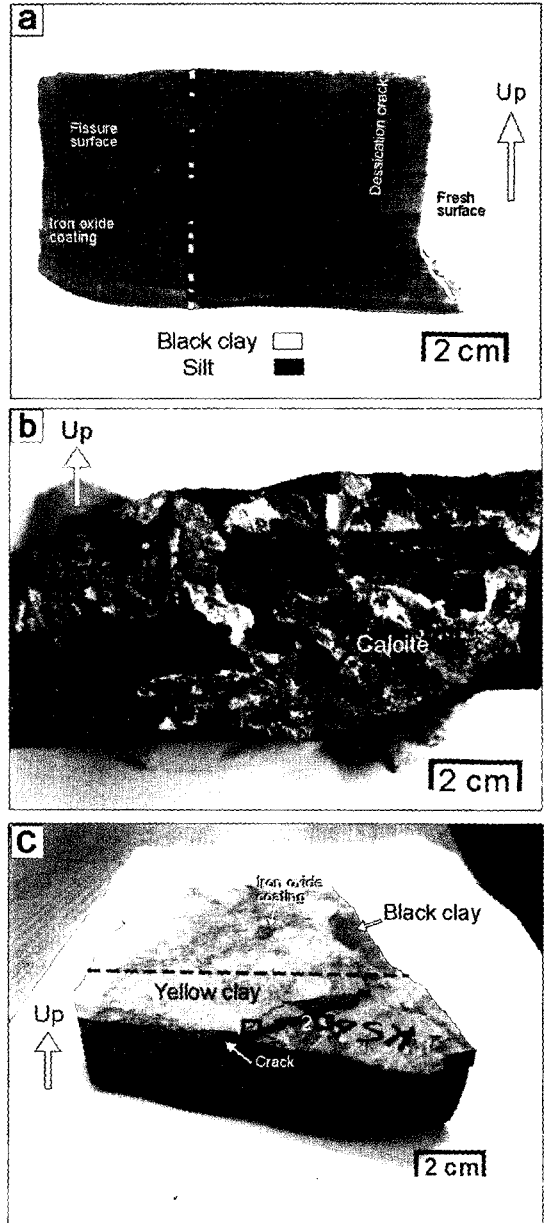 a
Up
Fissure
surface
Dessication crack
Fresh
surface
Iron oxide
coating
Black clay
Silt
2 cm
b
Up
Caloite
2 cm
c
Iron oxide
coating
Black clay
Yellow clay
Up
Crack
2 cm